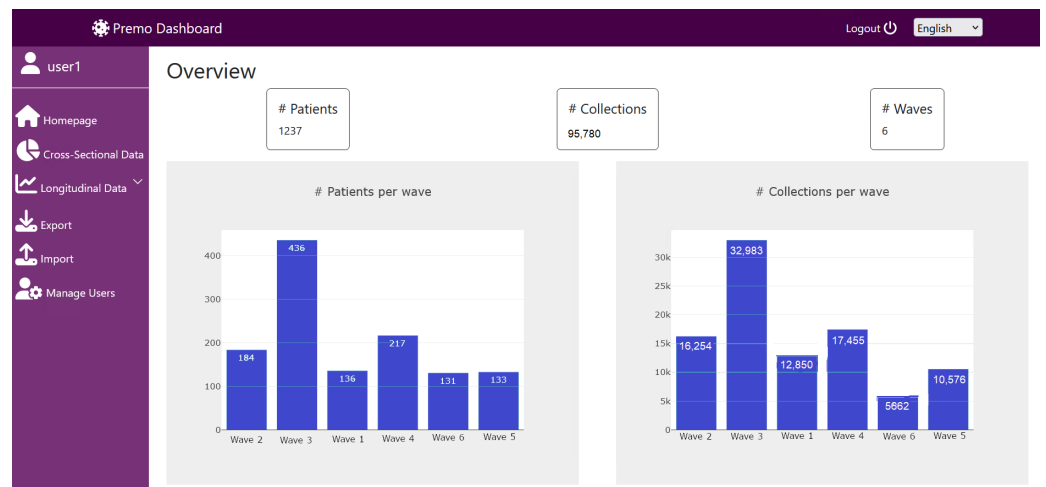 Premo Dashboard
Logout
English
user1
Homepage
Cross-Sectional Data
Longitudinal Data
Export
Import
Manage Users
Overview
# Patients
1237
# Collections
95,780
# Waves
6
# Patients per wave
400
300
200
100
0
184
436
136
217
131
133
Wave 2 Wave 3 Wave 1 Wave 4 Wave 6 Wave 5
# Collections per wave
30k
25k
20k
15k
10k
5k
0
16,254
32,983
12,850
17,455
5662
10,576
Wave 2 Wave 3 Wave 1 Wave 4 Wave 6 Wave 5